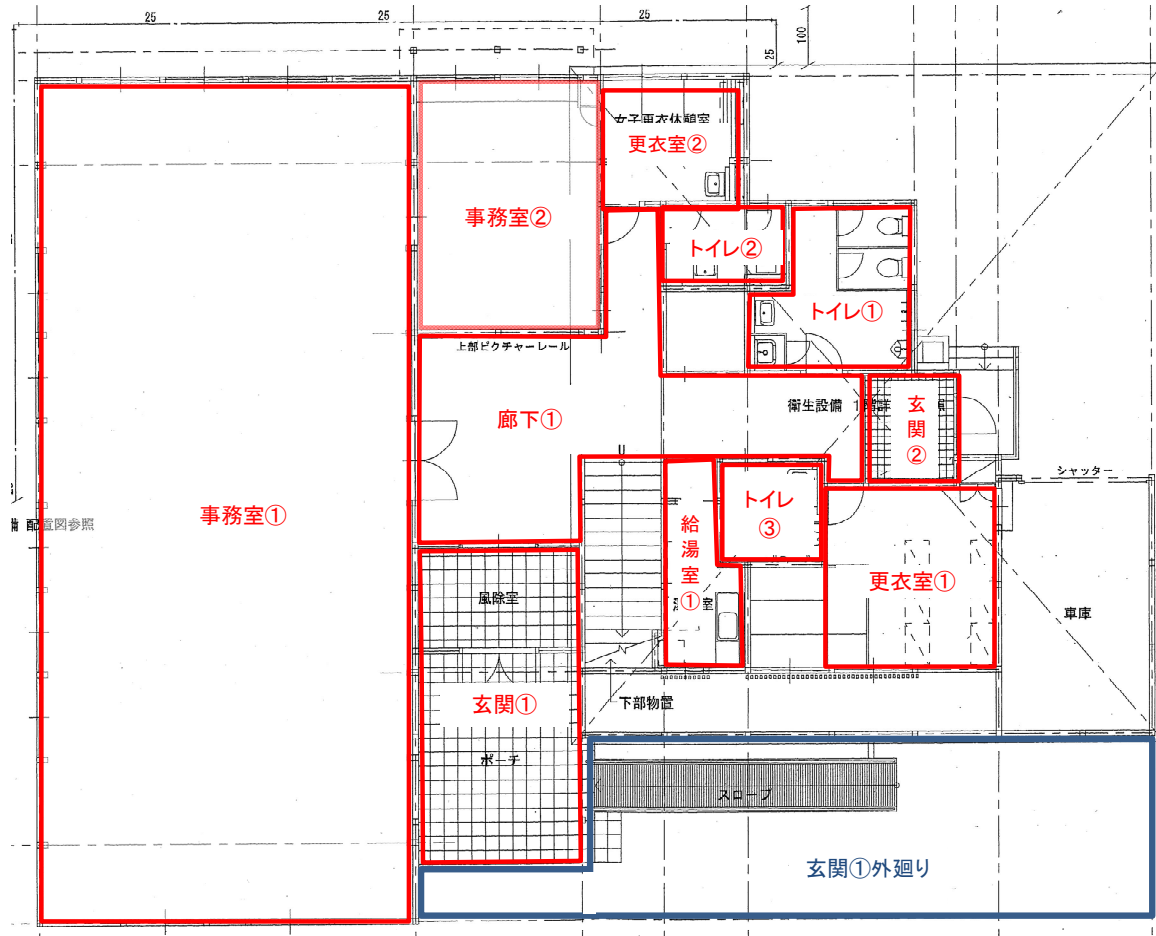 25
25
25
25
100
女子更衣休憩室
更衣室②
事務室②
トイレ②
トイレ①
上部ピクチャーレール
廊下①
衛生設備 1階詳
玄
関
②
照
シャッター
事務室①
配置図参照
トイレ
③
給
湯
室
①
室
更衣室①
風除室
車庫
玄関①
下部物置
ポーチ
スロープ
玄関①外廻り